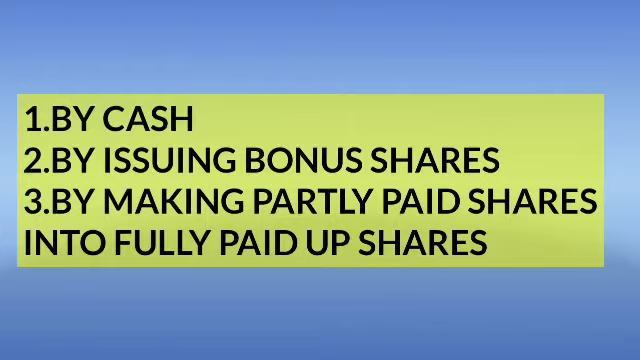 1.BY CASH
2.BY ISSUING BONUS SHARES
3.BY MAKING PARTLY PAID SHARES
INTO FULLY PAID UP SHARES